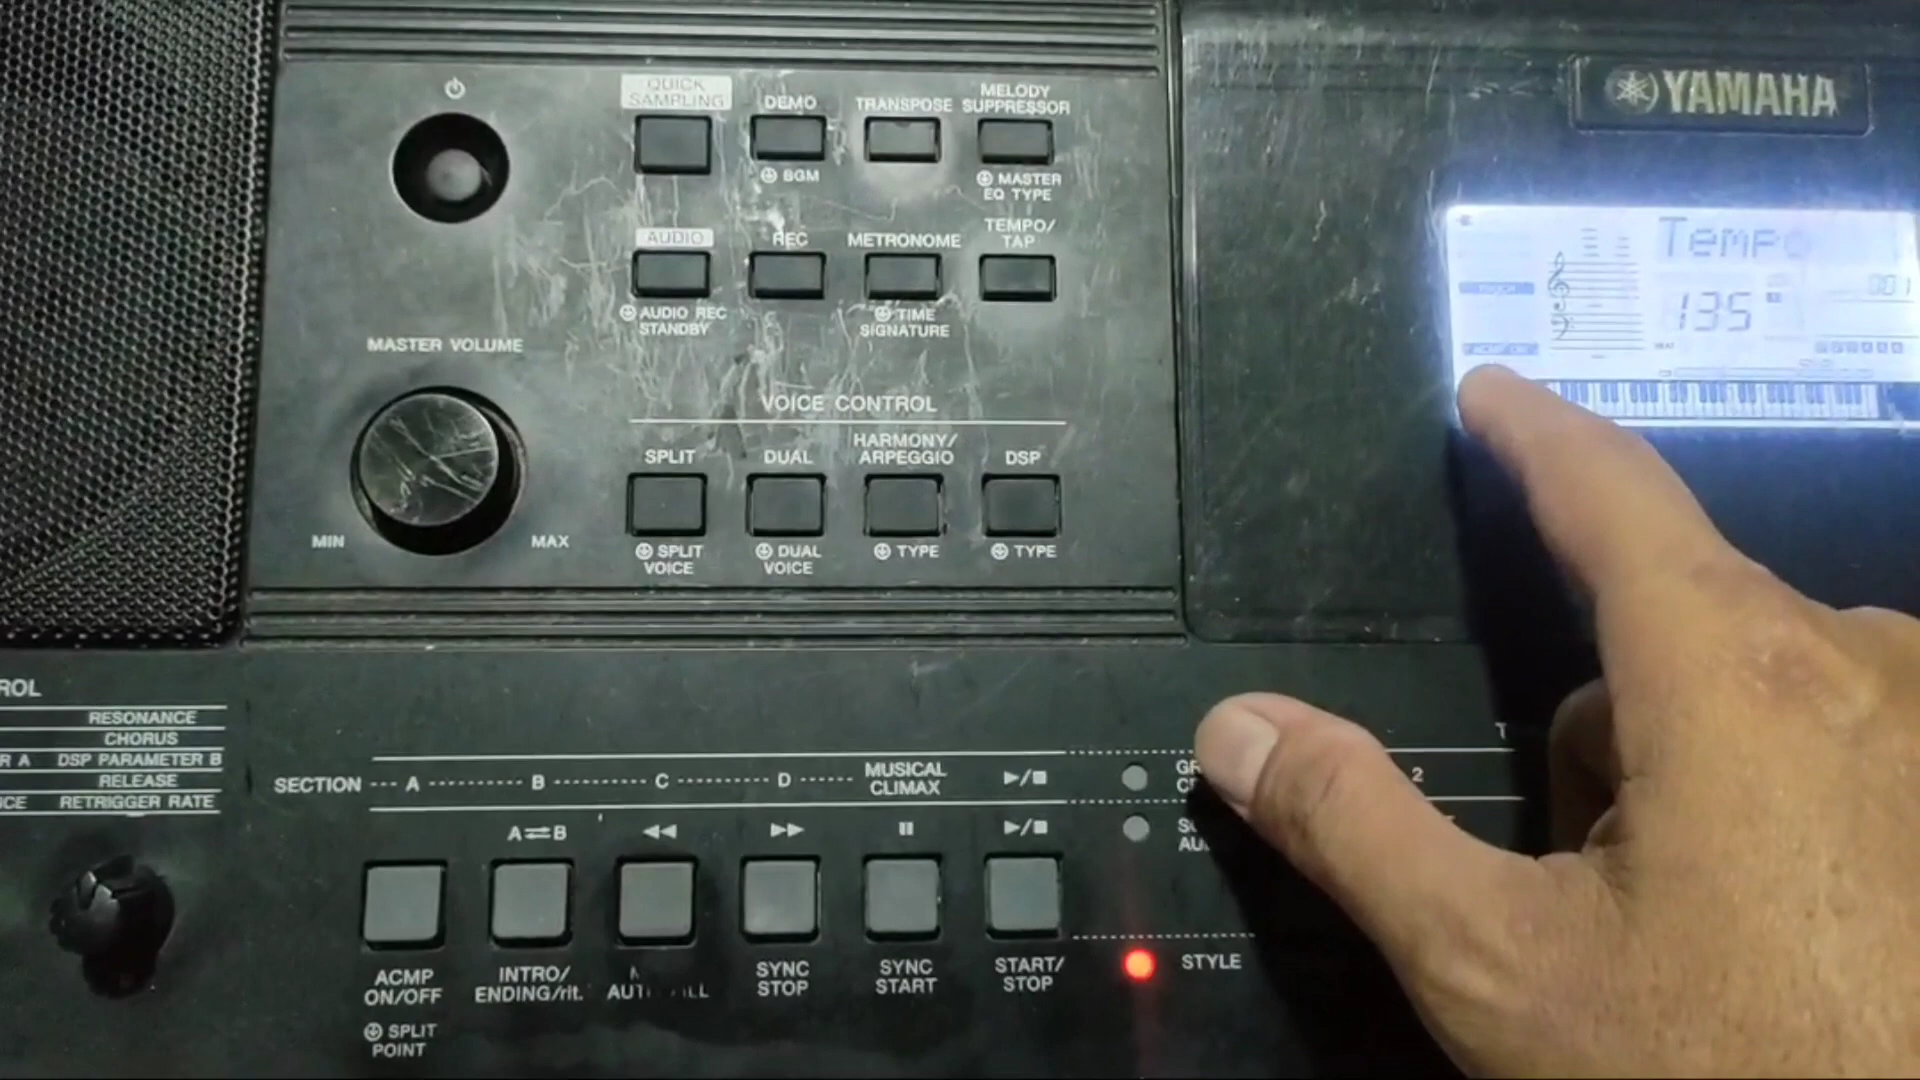 QUICK
SAMPLING
DEMO
TRANSPOSE
MELODY
SUPPRESSOR
BGM
MASTER
EQ TYPE
AUDIO
REC
METRONOME
TEMPO/
TAP
AUDIO REC
STANDBY
TIME
SIGNATURE
MASTER VOLUME
MIN
MAX
VOICE CONTROL
SPLIT
DUAL
HARMONY/
ARPEGGIO
DSP
SPLIT
VOICE
DUAL
VOICE
TYPE
TYPE
YAMAHA
Tempo
135
001
ROL
RESONANCE
CHORUS
R A DSP PARAMETER B
RELEASE
RETRIGGER RATE
SECTION A B C D
MUSICAL
CLIMAX
2
A B
ACMP
ON/OFF
INTRO/
ENDING/rit.
SYNC
STOP
SYNC
START
START/
STOP
STYLE
SPLIT
POINT